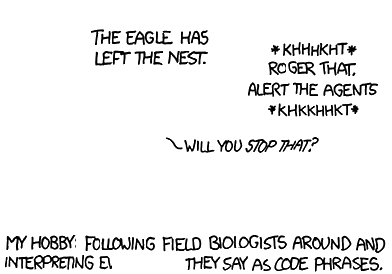 THE EAGLE HAS
LEFT THE NEST.
*KHHHKHT*
ROGER THAT.
ALERT THE AGENTS
*KHKKHHKT*
WILL YOU STOP THAT?
MY HOBBY: FOLLOWING FIELD BIOLOGISTS AROUND AND
INTERPRETING THEY SAY AS CODE PHRASES.